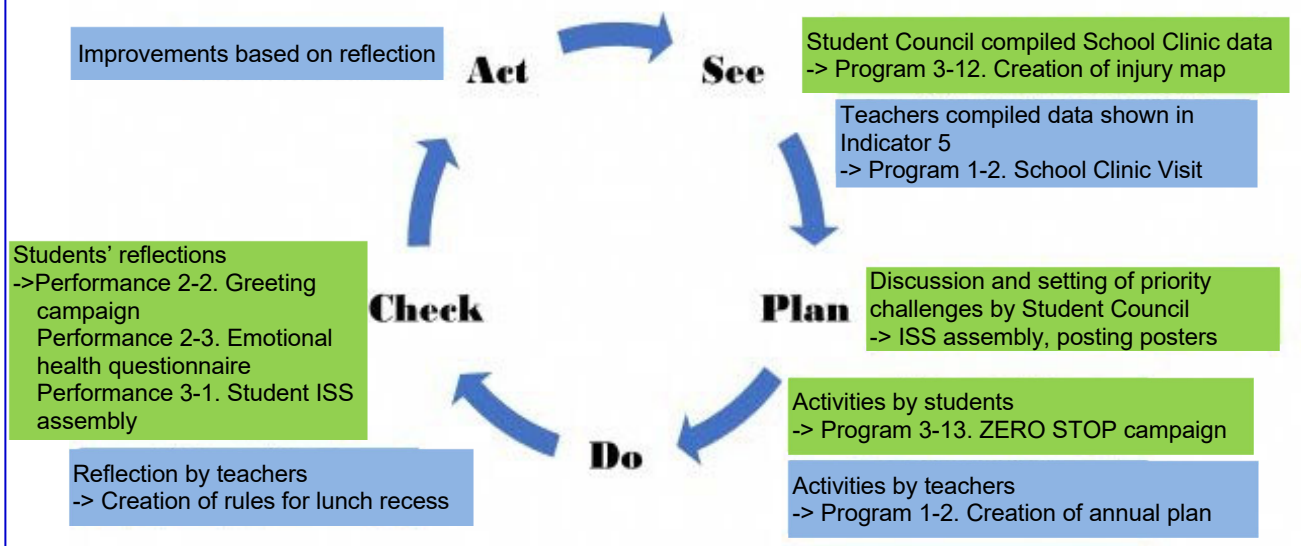 Improvements based on reflection
Act
See
Student Council compiled School Clinic data
-> Program 3-12. Creation of injury map
Teachers compiled data shown in
Indicator 5
-> Program 1-2. School Clinic Visit
Students’ reflections
->Performance 2-2. Greeting
campaign
Performance 2-3. Emotional
health questionnaire
Performance 3-1. Student ISS
assembly
Check
Plan
Discussion and setting of priority
challenges by Student Council
-> ISS assembly, posting posters
Activities by students
-> Program 3-13. ZERO STOP campaign
Do
Reflection by teachers
-> Creation of rules for lunch recess
Activities by teachers
-> Program 1-2. Creation of annual plan